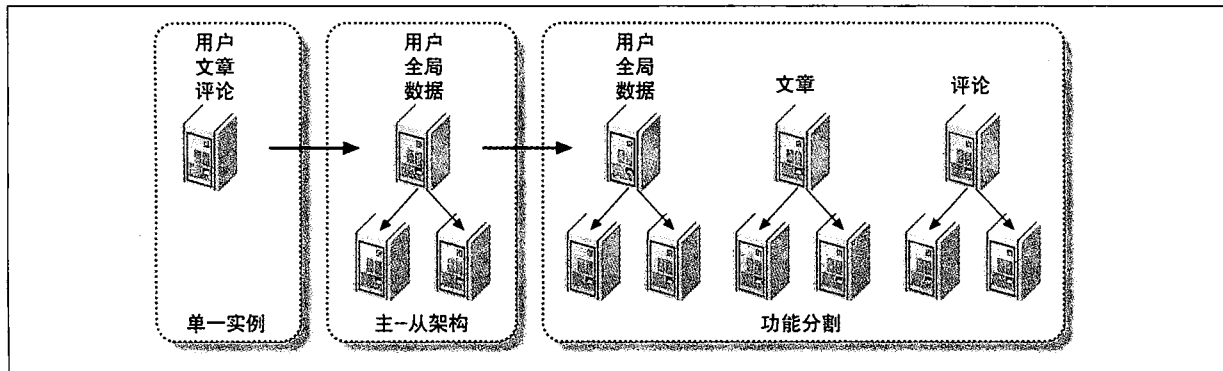 用户
文章
评论
单一实例
用户
全局
数据
主--从架构
用户
全局
数据
文章
评论
功能分割